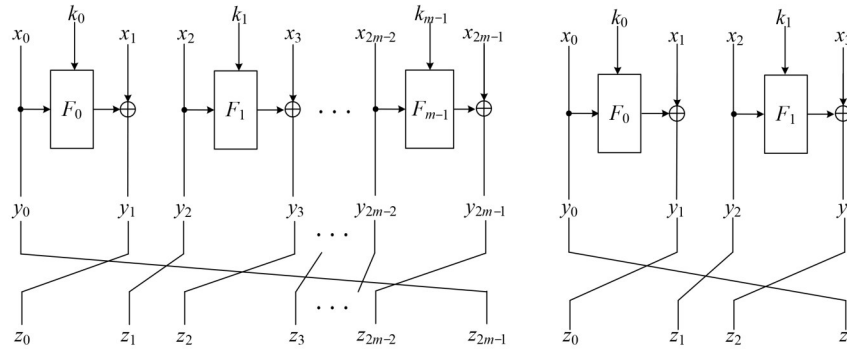 k₀ k₁ kₘ₋₁ k₀ k₁
x₀ x₁ x₂ x₃ x₂ₘ₋₂ x₂ₘ₋₁ x₀ x₁ x₂
F₀ F₁ ... Fₘ₋₁ F₀ F₁
y₀ y₁ y₂ y₃ y₂ₘ₋₂ y₂ₘ₋₁ y₀ y₁ y₂
...
...
z₀ z₁ z₂ z₃ z₂ₘ₋₂ z₂ₘ₋₁ z₀ z₁ z₂